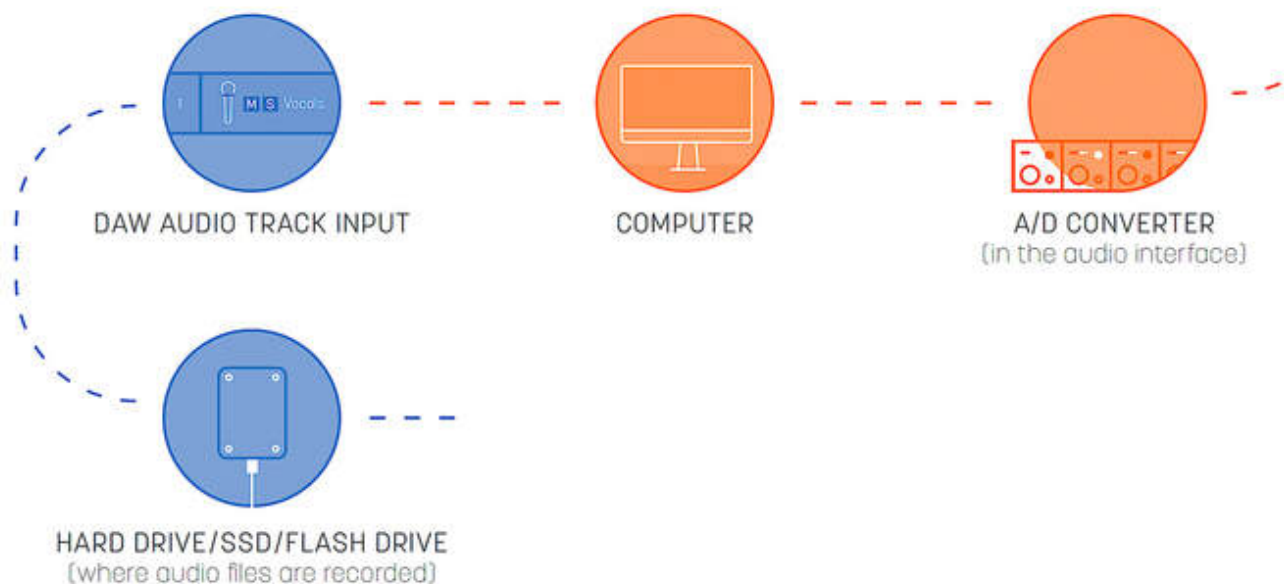 1 M S Vocals
DAW AUDIO TRACK INPUT
COMPUTER
A/D CONVERTER
(in the audio interface)
HARD DRIVE/SSD/FLASH DRIVE
(where audio files are recorded)